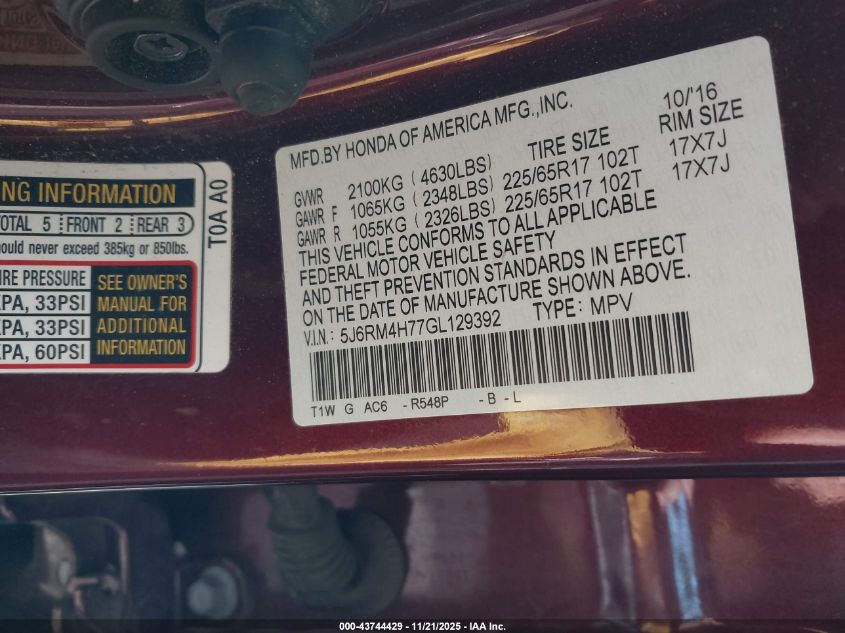 NG INFORMATION
TOTAL 5 FRONT 2 REAR 3
ould never exceed 385kg or 850lbs.
IRE PRESSURE
KPA, 33PSI
KPA, 33PSI
KPA, 60PSI
SEE OWNER'S
MANUAL FOR
ADDITIONAL
INFORMATION
T0A A0
MFD.BY HONDA OF AMERICA MFG.,INC. 10/'16
TIRE SIZE RIM SIZE
GVWR 2100KG (4630LBS)
GAWR F 1065KG (2348LBS) 225/65R17 102T 17X7J
GAWR R 1055KG (2326LBS) 225/65R17 102T 17X7J
THIS VEHICLE CONFORMS TO ALL APPLICABLE
FEDERAL MOTOR VEHICLE SAFETY
AND THEFT PREVENTION STANDARDS IN EFFECT
ON THE DATE OF MANUFACTURE SHOWN ABOVE.
V.I.N.: 5J6RM4H77GL129392 TYPE: MPV
T1W G AC6 -R548P -B -L
000-43744429 - 11/21/2025 - IAA Inc.